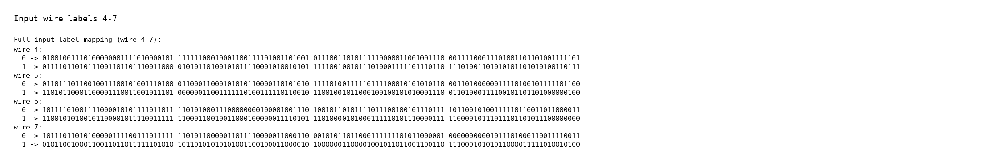 Input wire labels 4-7
Full input label mapping (wire 4-7):
wire 4:
  0 -> 01001001110100000001111010000101 11111100010001100111101001101001 01110011010111110000011001001110 00111100011101001101101001111101
  1 -> 01111011010111001101101110011000 01010110100101011110001010010101 11110010010111010001111101110110 11101001101010101101010100110111
wire 5:
  0 -> 01101110110010011100101001110100 01100011000101010110000110101010 11110100111110111100010101010110 00110100000011110100101111101100
  1 -> 11010110001100001110011001011101 00000011001111110100111110110010 11001001011000100100101010001110 01101000111100101101101000000100
wire 6:
  0 -> 10111101001111000010101111011011 11010100011100000000100001001110 10010110101111011100100101110111 10110010100111110110011011000011
  1 -> 11001010100101100001011110011111 11000110010011000100000011110101 11010000101000111110101110000111 11000010111011101101011100000000
wire 7:
  0 -> 10111011010100000111100111011111 11010110000011011110000011000110 00101011011000111111101011000001 00000000001011101000110011110011
  1 -> 01011001000110011011011111101010 10110101010101001100100011000010 10000001100001001011011001100110 11100010101011000011111010010100